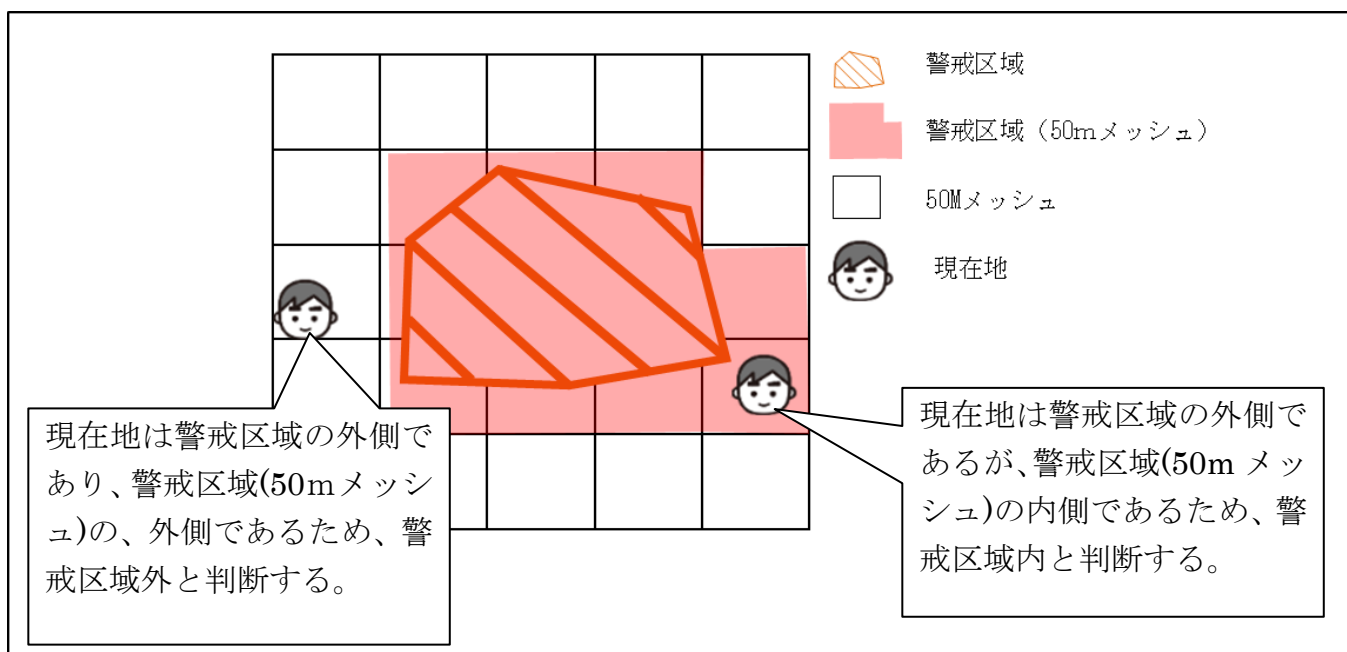 警戒区域
警戒区域（50mメッシュ）
50Mメッシュ
現在地
現在地は警戒区域の外側で
あり、警戒区域(50ｍメッシ
ュ)の、外側であるため、警
戒区域外と判断する。
現在地は警戒区域の外側で
あるが、警戒区域(50m メッ
シュ)の内側であるため、警
戒区域内と判断する。